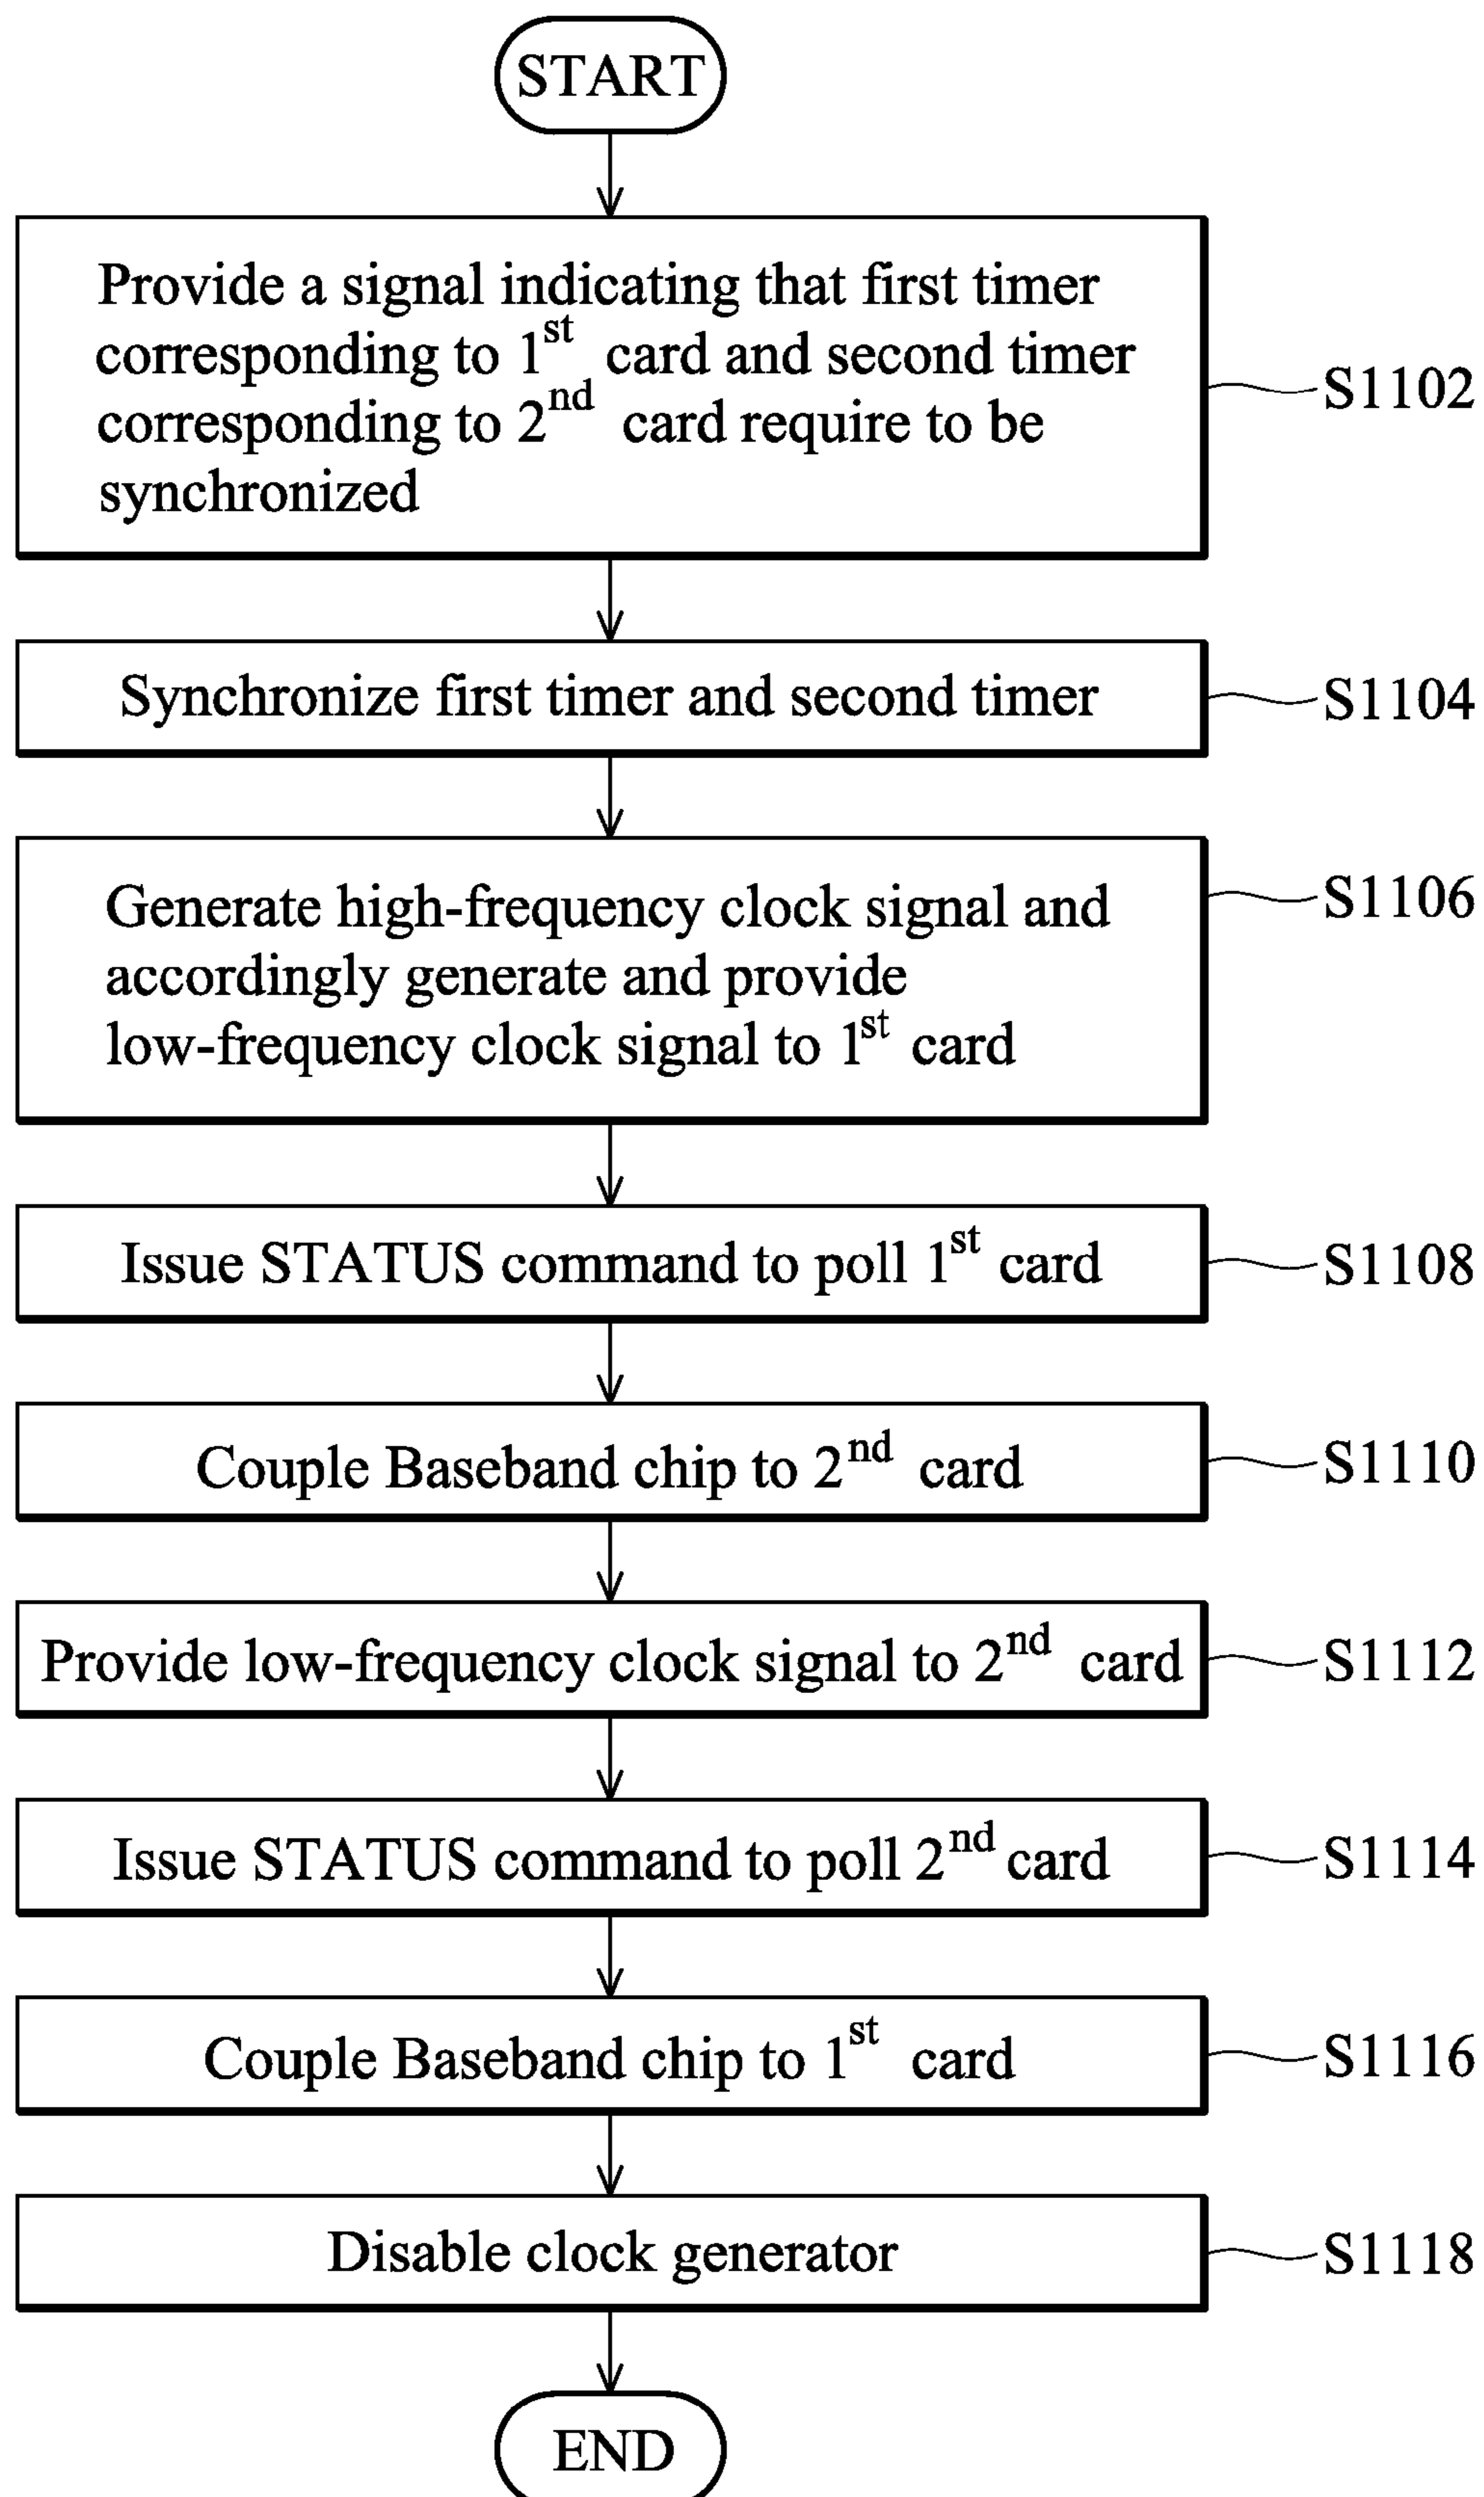 START
Provide a signal indicating that first timer
corresponding to 1st card and second timer
corresponding to 2nd card require to be
synchronized
S1102
Synchronize first timer and second timer
S1104
Generate high-frequency clock signal and
accordingly generate and provide
low-frequency clock signal to 1st card
S1106
Issue STATUS command to poll 1st card
S1108
Couple Baseband chip to 2nd card
S1110
Provide low-frequency clock signal to 2nd card
S1112
Issue STATUS command to poll 2nd card
S1114
Couple Baseband chip to 1st card
S1116
Disable clock generator
S1118
END